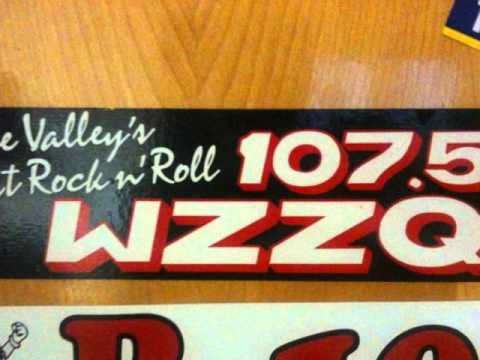 e Valley's
t Rock n' Roll
107.5
WZZQ